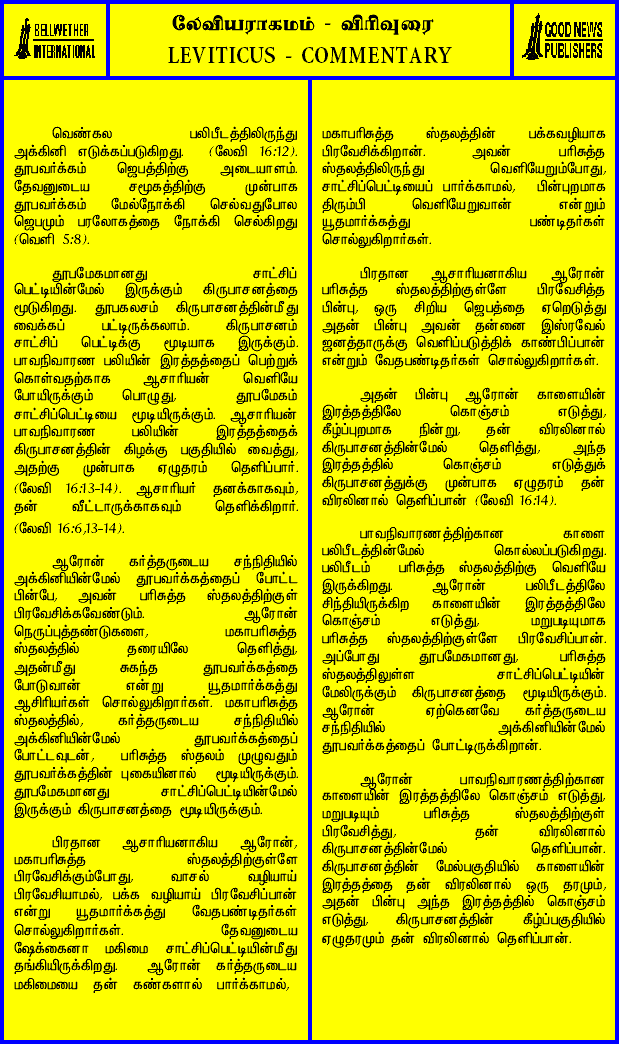 BELLWETHER
INTERNATIONAL
லேவியராகமம் - விரிவுரை
LEVITICUS - COMMENTARY
GOOD NEWS
PUBLISHERS
வெண்கல பலிபீடத்திலிருந்து
அக்கினி எடுக்கப்படுகிறது. (லேவி 16:12).
தூபவர்க்கம் ஜெபத்திற்கு அடையாளம்.
தேவனுடைய சமூகத்திற்கு முன்பாக
தூபவர்க்கம் மேல்நோக்கி செல்வதுபோல
ஜெபமும் பரலோகத்தை நோக்கி செல்கிறது
(வெளி 5:8).
தூபமேகமானது சாட்சிப்
பெட்டியின்மேல் இருக்கும் கிருபாசனத்தை
மூடுகிறது. தூபகலசம் கிருபாசனத்தின்மீது
வைக்கப் பட்டிருக்கலாம். கிருபாசனம்
சாட்சிப் பெட்டிக்கு மூடியாக இருக்கும்.
பாவநிவாரண பலியின் இரத்தத்தைப் பெற்றுக்
கொள்வதற்காக ஆசாரியன் வெளியே
போயிருக்கும் பொழுது, தூபமேகம்
சாட்சிப்பெட்டியை மூடியிருக்கும். ஆசாரியன்
பாவநிவாரண பலியின் இரத்தத்தைக்
கிருபாசனத்தின் கிழக்கு பகுதியில் வைத்து,
அதற்கு முன்பாக ஏழுதரம் தெளிப்பார்.
(லேவி 16:13-14). ஆசாரியர் தனக்காகவும்,
தன் வீட்டாருக்காகவும் தெளிக்கிறார்.
(லேவி 16:6,13-14).
ஆரோன் கர்த்தருடைய சந்நிதியில்
அக்கினியின்மேல் தூபவர்க்கத்தைப் போட்ட
பின்பே, அவன் பரிசுத்த ஸ்தலத்திற்குள்
பிரவேசிக்கவேண்டும். ஆரோன்
நெருப்புத்தண்டுகளை, மகாபரிசுத்த
ஸ்தலத்தில் தரையிலே தெளித்து,
அதன்மீது சுகந்த தூபவர்க்கத்தை
போடுவான் என்று யூதமார்க்கத்து
ஆசிரியர்கள் சொல்லுகிறார்கள். மகாபரிசுத்த
ஸ்தலத்தில், கர்த்தருடைய சந்நிதியில்
அக்கினியின்மேல் தூபவர்க்கத்தைப்
போட்டவுடன், பரிசுத்த ஸ்தலம் முழுவதும்
தூபவர்க்கத்தின் புகையினால் மூடியிருக்கும்.
தூபமேகமானது சாட்சிப்பெட்டியின்மேல்
இருக்கும் கிருபாசனத்தை மூடியிருக்கும்.
பிரதான ஆசாரியனாகிய ஆரோன்,
மகாபரிசுத்த ஸ்தலத்திற்குள்ளே
பிரவேசிக்கும்போது, வாசல் வழியாய்
பிரவேசியாமல், பக்க வழியாய் பிரவேசிப்பான்
என்று யூதமார்க்கத்து வேதபண்டிதர்கள்
சொல்லுகிறார்கள். தேவனுடைய
ஷேக்கைனா மகிமை சாட்சிப்பெட்டியின்மீது
தங்கியிருக்கிறது. ஆரோன் கர்த்தருடைய
மகிமையை தன் கண்களால் பார்க்காமல்,
மகாபரிசுத்த ஸ்தலத்தின் பக்கவழியாக
பிரவேசிக்கிறான். அவன் பரிசுத்த
ஸ்தலத்திலிருந்து வெளியேறும்போது,
சாட்சிப்பெட்டியைப் பார்க்காமல், பின்புறமாக
திரும்பி வெளியேறுவான் என்றும்
யூதமார்க்கத்து பண்டிதர்கள்
சொல்லுகிறார்கள்.
பிரதான ஆசாரியனாகிய ஆரோன்
பரிசுத்த ஸ்தலத்திற்குள்ளே பிரவேசித்த
பின்பு, ஒரு சிறிய ஜெபத்தை ஏறெடுத்து
அதன் பின்பு அவன் தன்னை இஸ்ரவேல்
ஜனத்தாருக்கு வெளிப்படுத்திக் காண்பிப்பான்
என்றும் வேதபண்டிதர்கள் சொல்லுகிறார்கள்.
அதன் பின்பு ஆரோன் காளையின்
இரத்தத்திலே கொஞ்சம் எடுத்து,
கீழ்ப்புறமாக நின்று, தன் விரலினால்
கிருபாசனத்தின்மேல் தெளித்து, அந்த
இரத்தத்தில் கொஞ்சம் எடுத்துக்
கிருபாசனத்துக்கு முன்பாக ஏழுதரம் தன்
விரலினால் தெளிப்பான் (லேவி 16:14).
பாவநிவாரணத்திற்கான காளை
பலிபீடத்தின்மேல் கொல்லப்படுகிறது.
பலிபீடம் பரிசுத்த ஸ்தலத்திற்கு வெளியே
இருக்கிறது. ஆரோன் பலிபீடத்திலே
சிந்தியிருக்கிற காளையின் இரத்தத்திலே
கொஞ்சம் எடுத்து, மறுபடியுமாக
பரிசுத்த ஸ்தலத்திற்குள்ளே பிரவேசிப்பான்.
அப்போது தூபமேகமானது, பரிசுத்த
ஸ்தலத்திலுள்ள சாட்சிப்பெட்டியின்
மேலிருக்கும் கிருபாசனத்தை மூடியிருக்கும்.
ஆரோன் ஏற்கெனவே கர்த்தருடைய
சந்நிதியில் அக்கினியின்மேல்
தூபவர்க்கத்தைப் போட்டிருக்கிறான்.
ஆரோன் பாவநிவாரணத்திற்கான
காளையின் இரத்தத்திலே கொஞ்சம் எடுத்து,
மறுபடியும் பரிசுத்த ஸ்தலத்திற்குள்
பிரவேசித்து, தன் விரலினால்
கிருபாசனத்தின்மேல் தெளிப்பான்.
கிருபாசனத்தின் மேல்பகுதியில் காளையின்
இரத்தத்தை தன் விரலினால் ஒரு தரமும்,
அதன் பின்பு அந்த இரத்தத்தில் கொஞ்சம்
எடுத்து, கிருபாசனத்தின் கீழ்ப்பகுதியில்
ஏழுதரமும் தன் விரலினால் தெளிப்பான்.